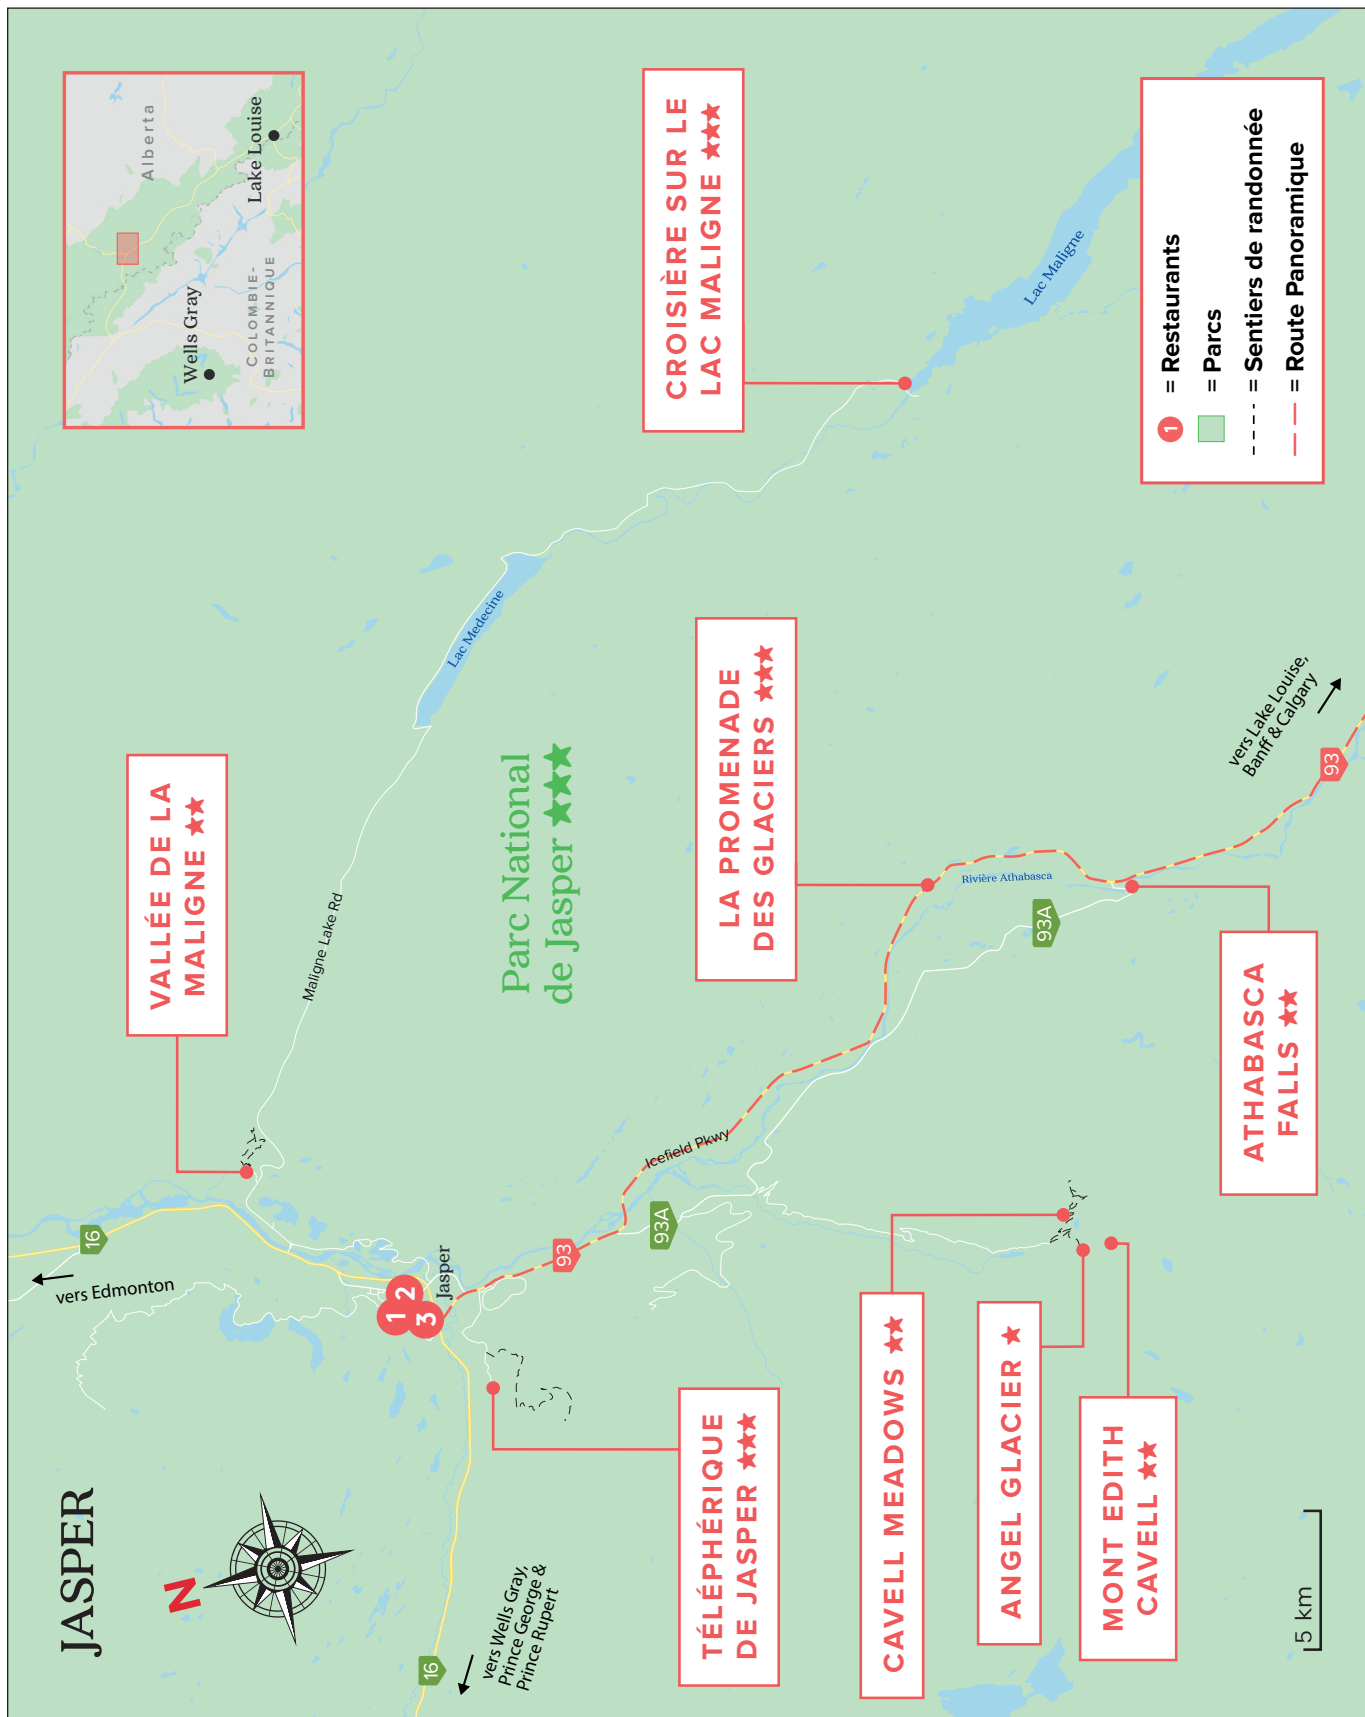 JASPER
N
vers Edmonton
16
VALLÉE DE LA
MALIGNE ★★
Maligne Lake Rd
Lac Medecine
Parc National
de Jasper ★★★
Alberta
Lake Louise
Wells Gray
COLOMBIE-
BRITANNIQUE
CROISIÈRE SUR LE
LAC MALIGNE ★★★
Lac Maligne
1
2
3
Jasper
93
93A
Icefield Pkwy
LA PROMENADE
DES GLACIERS ★★★
Rivière Athabasca
93A
93
vers Lake Louise,
Banff & Calgary
16
vers Wells Gray,
Prince George &
Prince Rupert
TÉLÉPHÉRIQUE
DE JASPER ★★★
CAVELL MEADOWS ★★
ANGEL GLACIER ★
MONT EDITH
CAVELL ★★
ATHABASCA
FALLS ★★
1 = Restaurants
= Parcs
= Sentiers de randonnée
= Route Panoramique
5 km